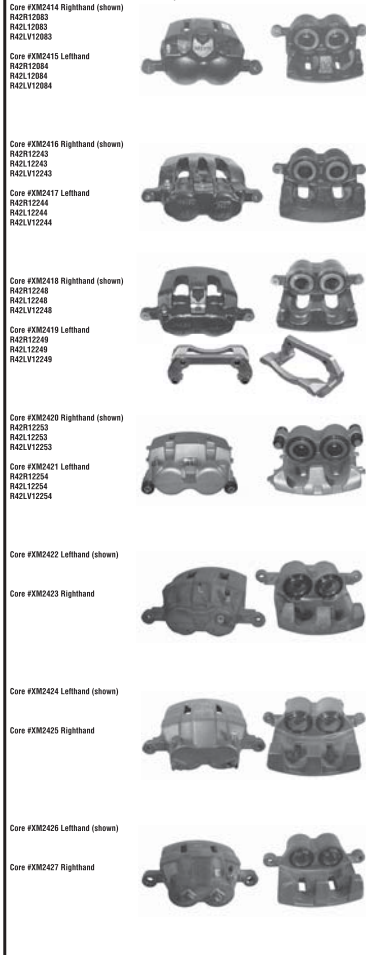 Core #XM2414 Righthand (shown)
R42R12083
R42L12083
R42LV12083
Core #XM2415 Lefthand
R42R12084
R42L12084
R42LV12084
Core #XM2416 Righthand (shown)
R42R12243
R42L12243
R42LV12243
Core #XM2417 Lefthand
R42R12244
R42L12244
R42LV12244
Core #XM2418 Righthand (shown)
R42R12248
R42L12248
R42LV12248
Core #XM2419 Lefthand
R42R12249
R42L12249
R42LV12249
Core #XM2420 Righthand (shown)
R42R12253
R42L12253
R42LV12253
Core #XM2421 Lefthand
R42R12254
R42L12254
R42LV12254
Core #XM2422 Lefthand (shown)
Core #XM2423 Righthand
Core #XM2424 Lefthand (shown)
Core #XM2425 Righthand
Core #XM2426 Lefthand (shown)
Core #XM2427 Righthand